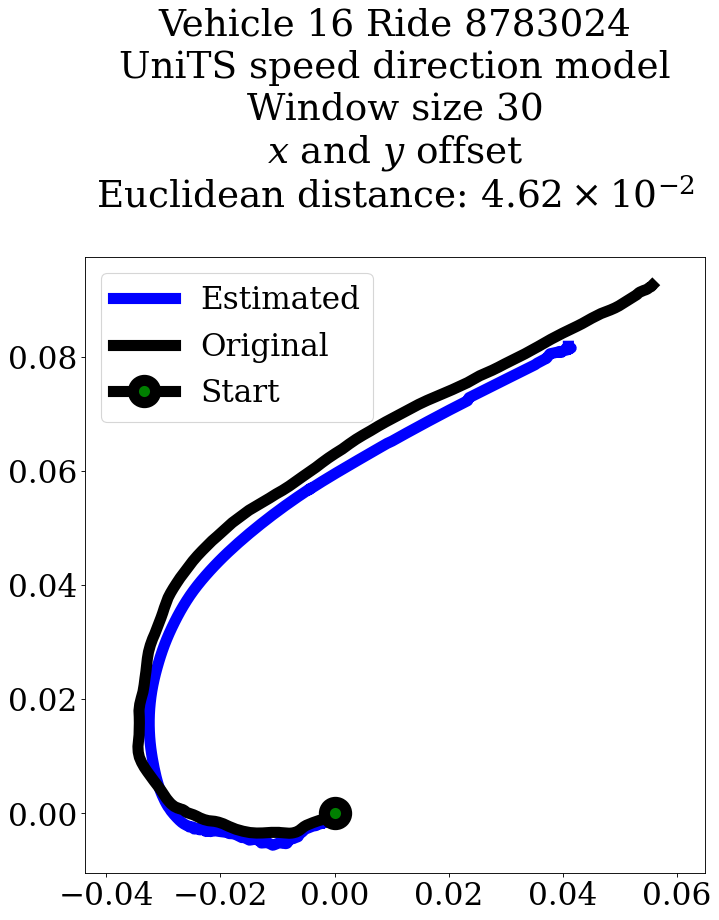 Vehicle 16 Ride 8783024
UniTS speed direction model
Window size 30
x and y offset
Euclidean distance: 4.62 × 10⁻²
Estimated
Original
Start
0.08
0.06
0.04
0.02
0.00
−0.04 −0.02 0.00 0.02 0.04 0.06